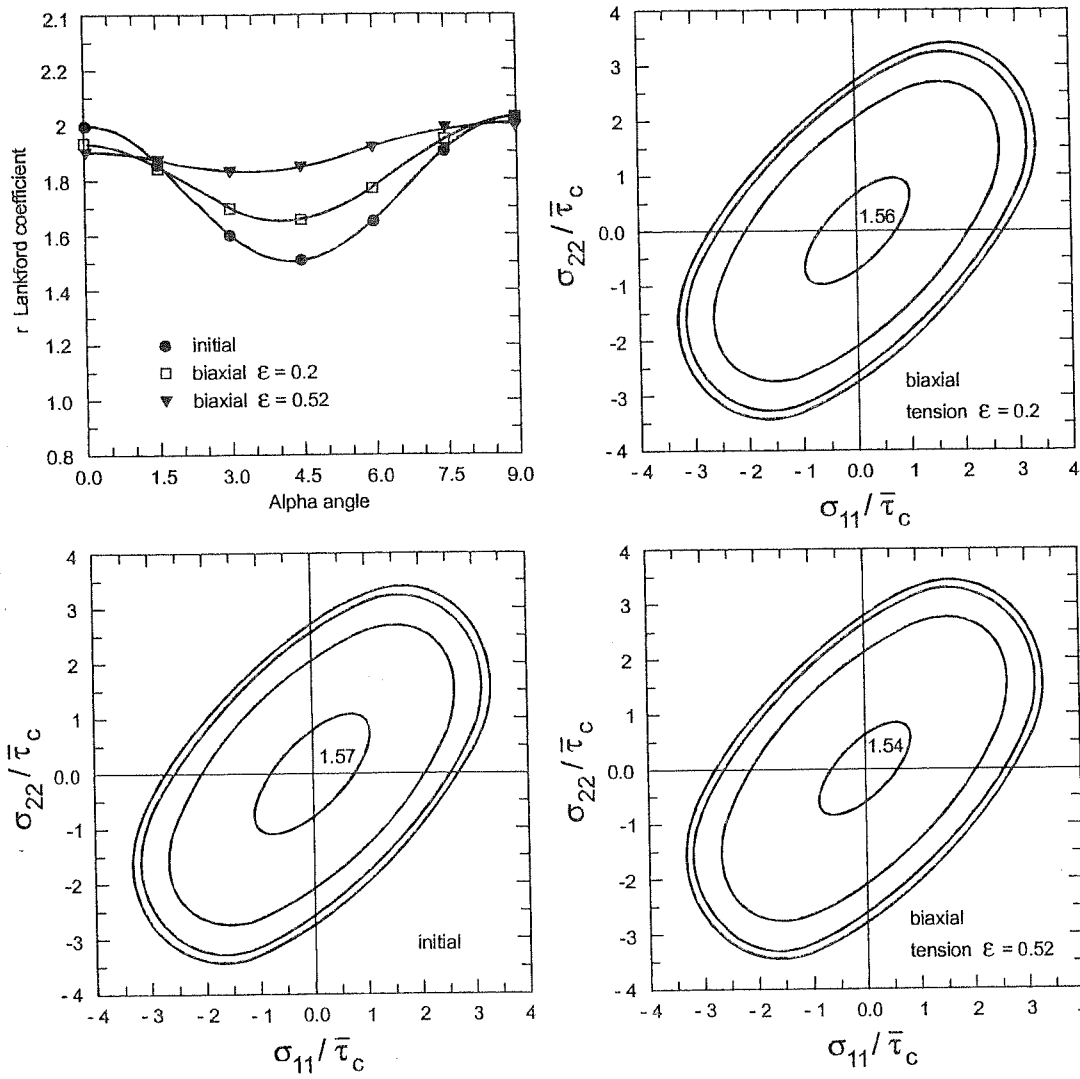 2.1
2.2
2
1.8
1.6
1.4
1.2
1.0
0.8
r Lankford coefficient
initial
biaxial ε = 0.2
biaxial ε = 0.52
0.0 1.5 3.0 4.5 6.0 7.5 9.0
Alpha angle
4
3
2
1
0.0
-1
-2
-3
-4
σ22 / τ̄c
1.56
biaxial
tension ε = 0.2
-4 -3 -2 -1 0.0 1 2 3 4
σ11 / τ̄c
4
3
2
1
0.0
-1
-2
-3
-4
σ22 / τ̄c
1.57
initial
-4 -3 -2 -1 0.0 1 2 3 4
σ11 / τ̄c
4
3
2
1
0.0
-1
-2
-3
-4
σ22 / τ̄c
1.54
biaxial
tension ε = 0.52
-4 -3 -2 -1 0.0 1 2 3 4
σ11 / τ̄c